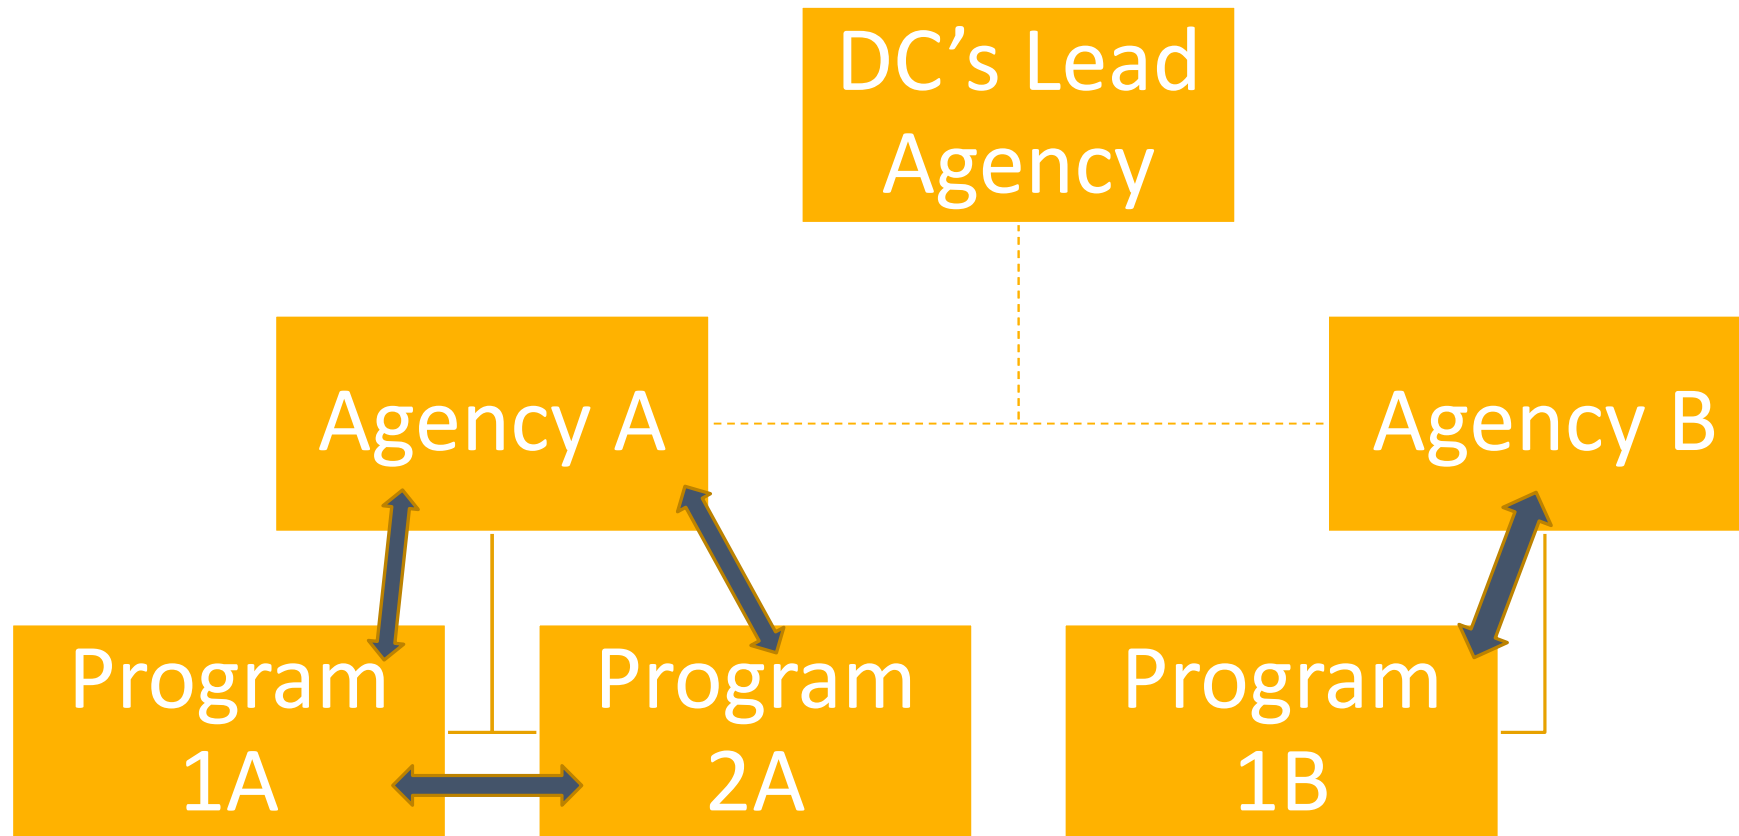 DC’s Lead
Agency
Agency A
Agency B
Program
1A
Program
2A
Program
1B